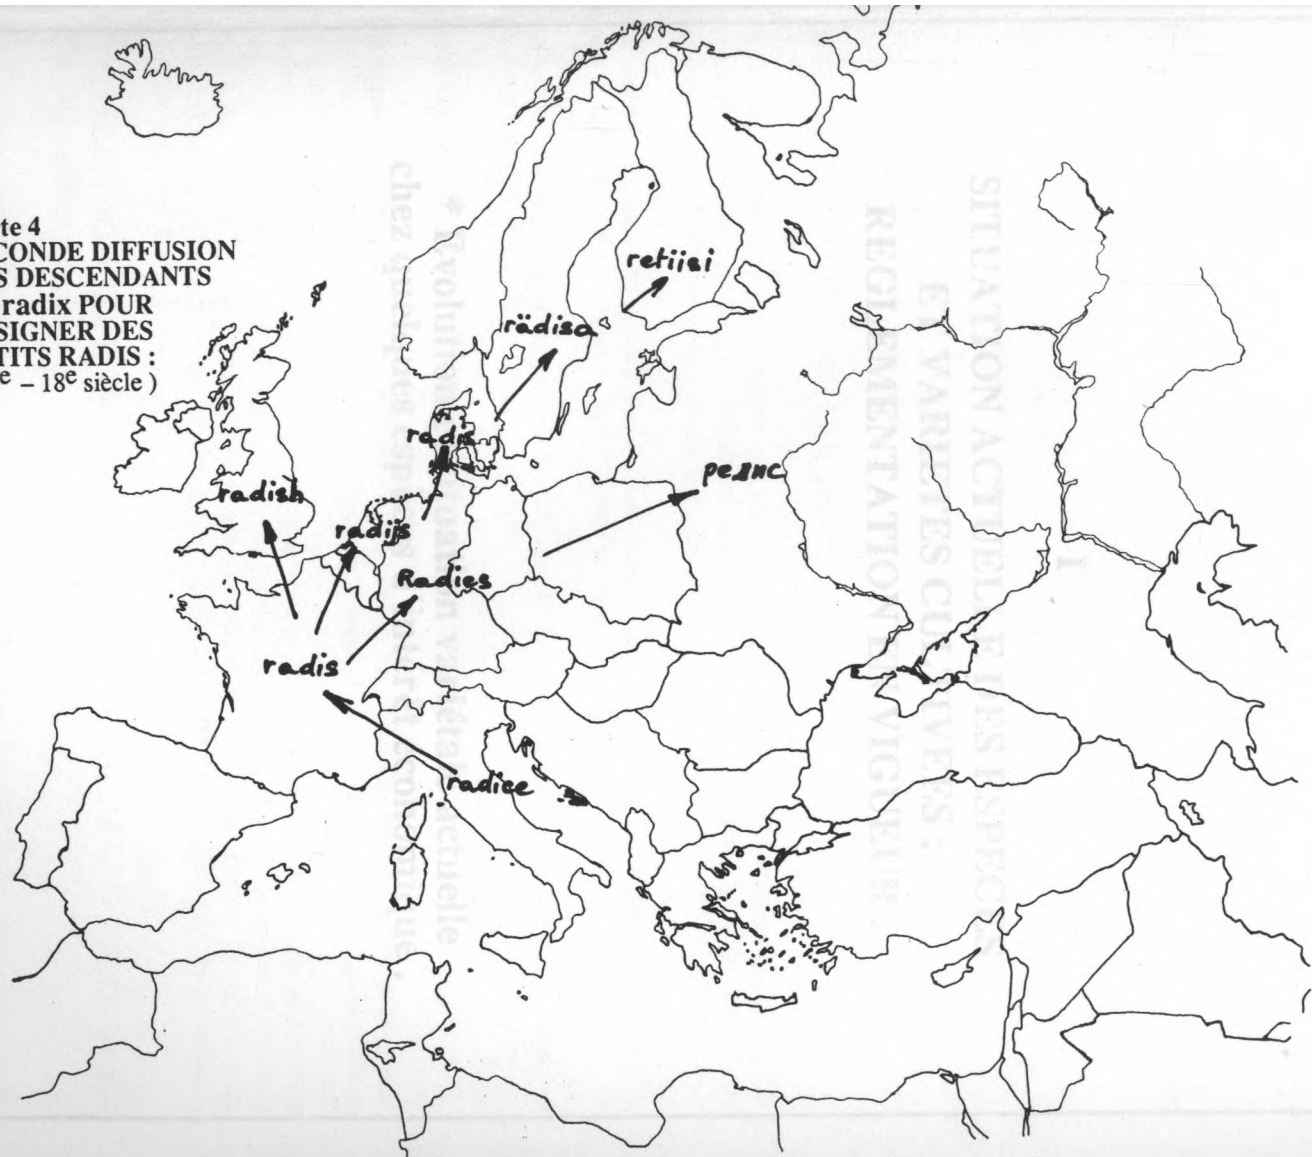 te 4
CONDE DIFFUSION
S DESCENDANTS
radix POUR
SIGNER DES
TITS RADIS :
e – 18e siècle )
retiisi
rädisa
radis
редис
radish
radijs
Radies
radis
radice